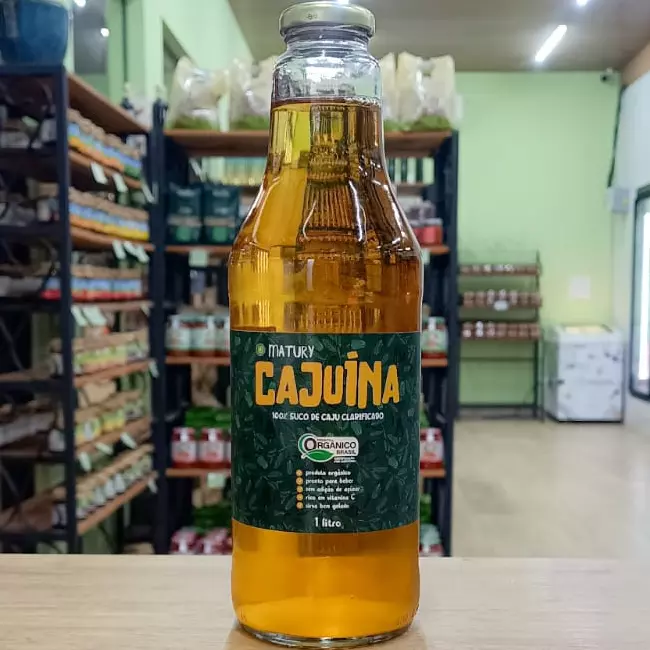 MATURY
CAJUÍNA
100% SUCO DE CAJU CLARIFICADO
ORGÂNICO
BRASIL
produto orgânico
pronto para beber
sem adição de açúcar
rico em vitamina C
sirva bem gelado
1 litro